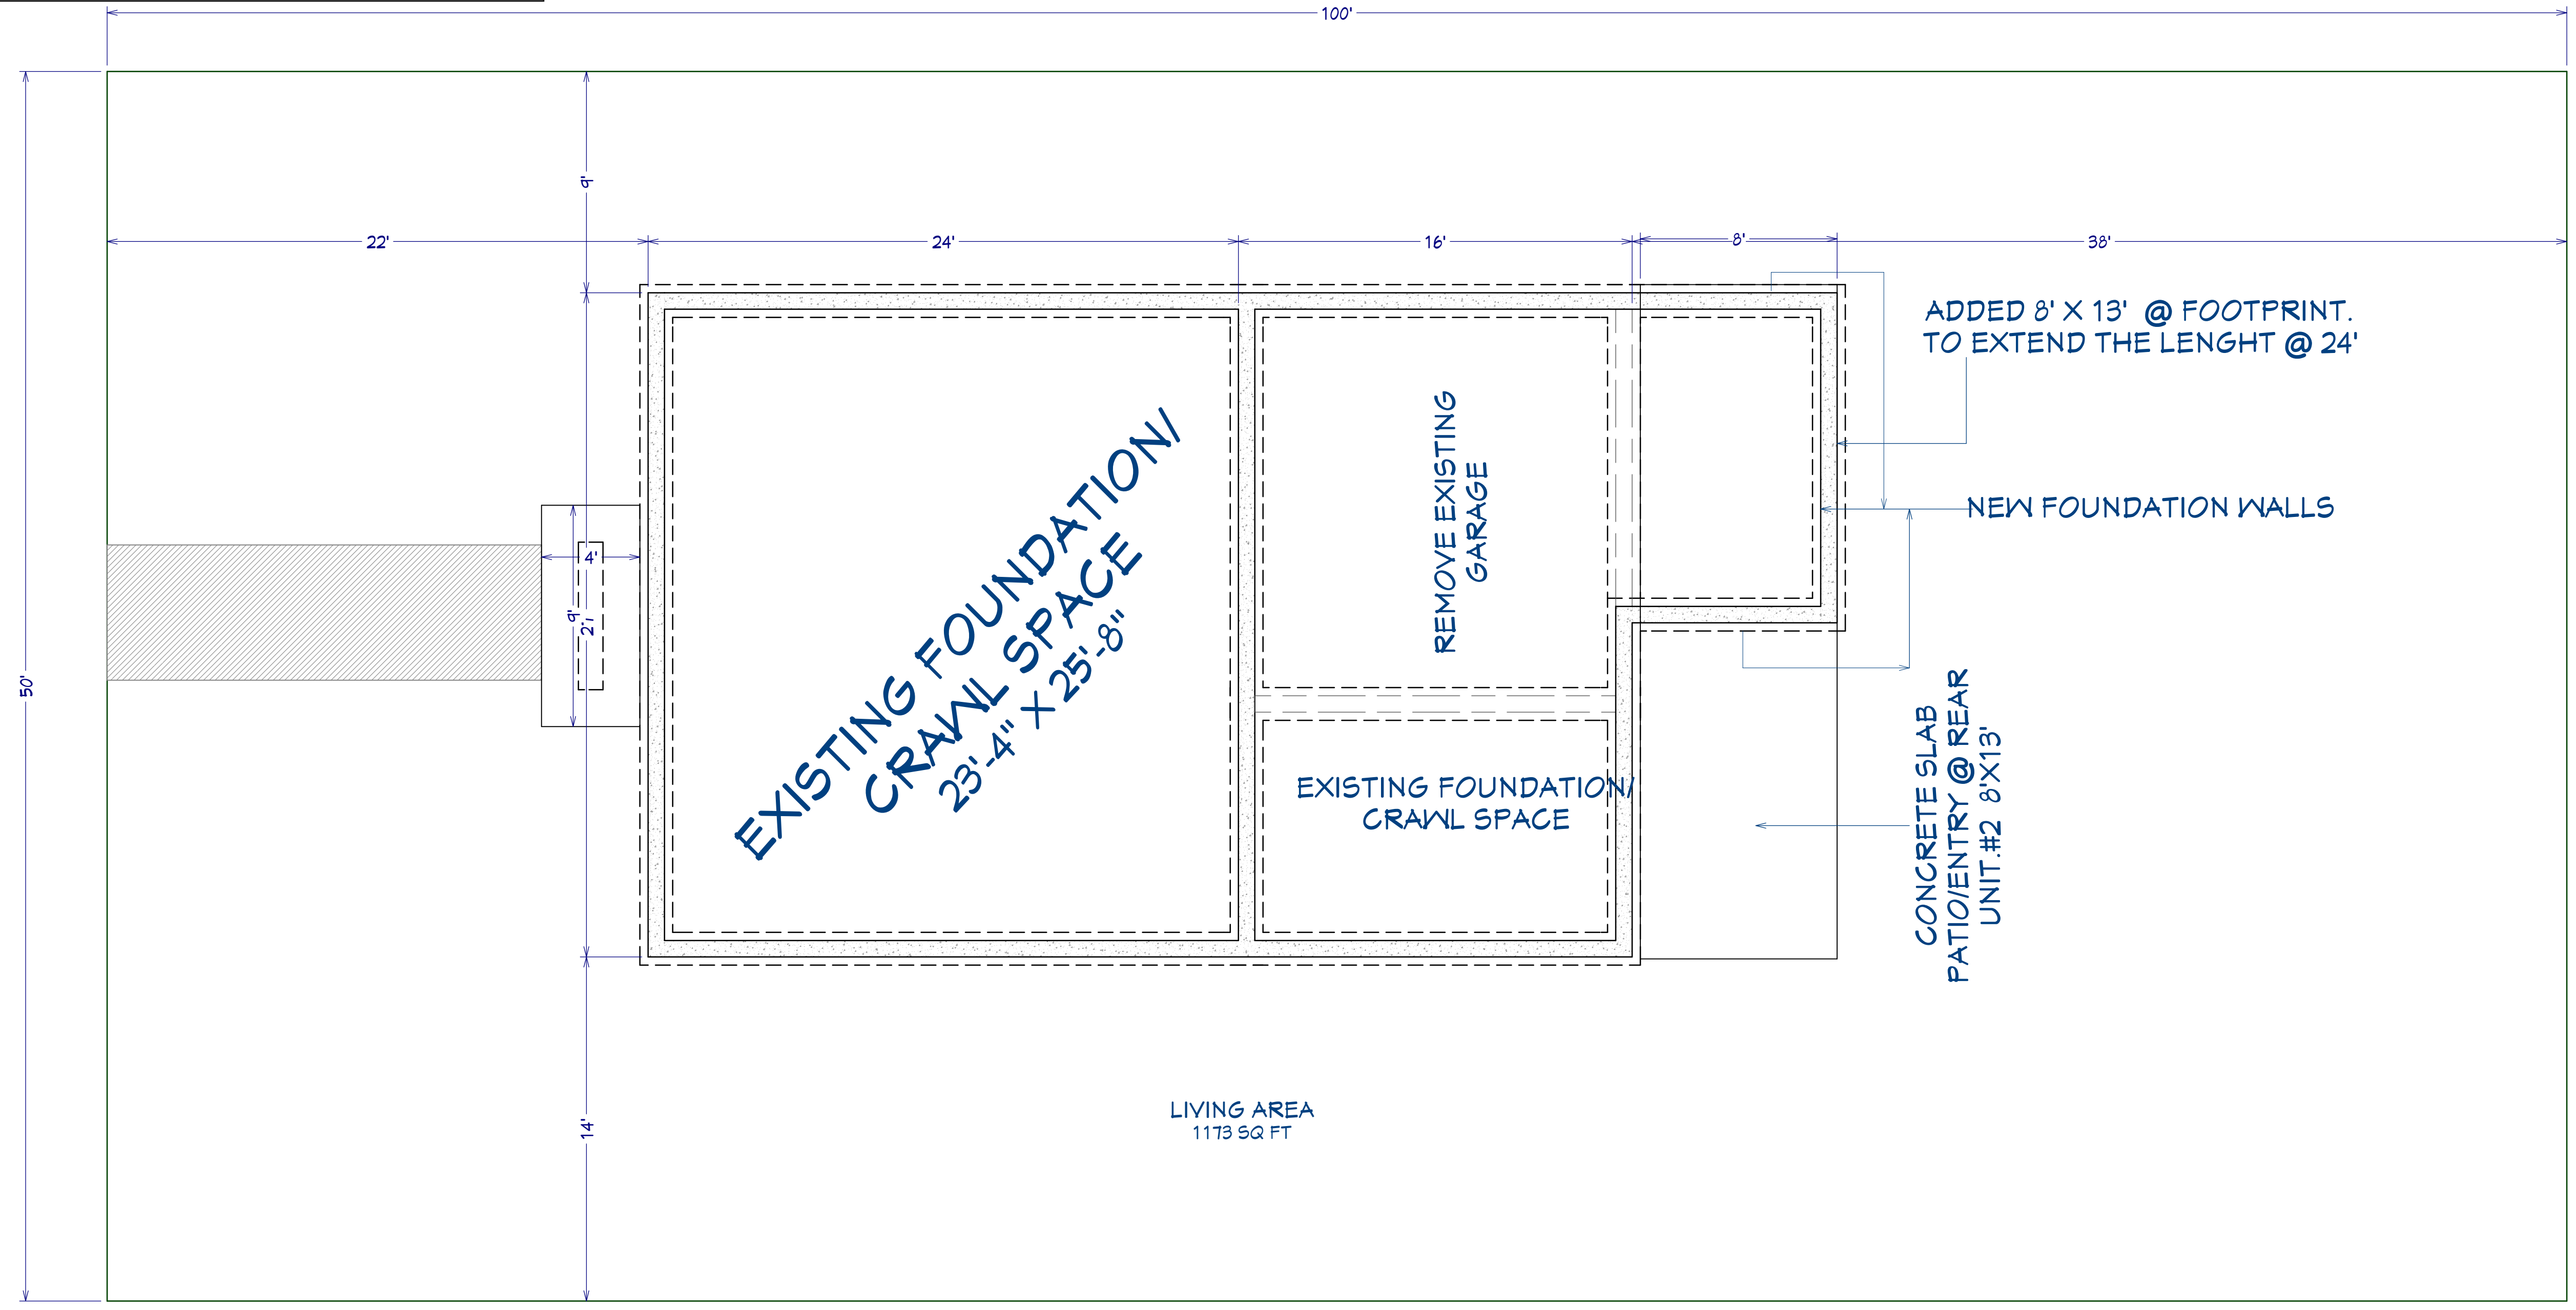 100'
9'
22'
24'
16'
8'
38'
ADDED 8' X 13' @ FOOTPRINT.
TO EXTEND THE LENGHT @ 24'
NEW FOUNDATION WALLS
REMOVE EXISTING
GARAGE
EXISTING FOUNDATION/
CRAWL SPACE
23'-4" X 25'-8"
4'
9'
50'
EXISTING FOUNDATION/
CRAWL SPACE
CONCRETE SLAB
PATIO/ENTRY @ REAR
UNIT.#2 8'X13'
14'
LIVING AREA
1173 SQ FT